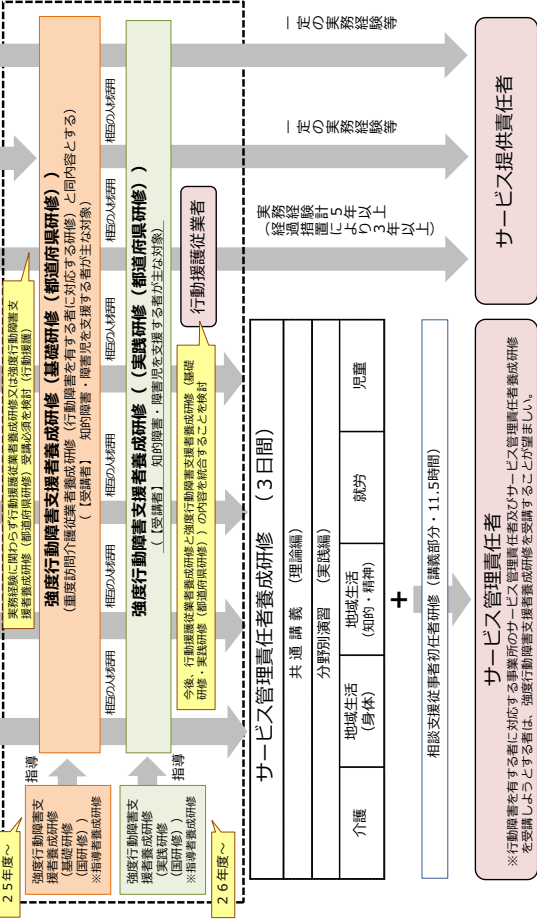 25年度～
強度行動障害支
援者養成研修
（基礎研修
（国研修））
※指導者養成研修
指導
実務経験に関わらず行動援護従業者養成研修又は強度行動障害支
援者養成研修（都道府県研修）受講必須を検討（行動援護）
強度行動障害支援者養成研修（基礎研修（都道府県研修））
（重度訪問介護従業者養成研修（行動障害を有する者に対応する研修）と同内容とする）
（【受講者】　知的障害・障害児を支援する者が主な対象）
相互の人材活用
相互の人材活用
相互の人材活用
相互の人材活用
相互の人材活用
相互の人材活用
相互の人材活用
26年度～
強度行動障害支
援者養成研修
（実践研修
（国研修））
※指導者養成研修
指導
強度行動障害支援者養成研修（（実践研修（都道府県研修））
（【受講者】　知的障害・障害児を支援する者が主な対象）
今後、行動援護従業者養成研修と強度行動障害支援者養成研修（基礎
研修・実践研修（都道府県研修））の内容を統合することを検討
行動援護従業者
サービス管理責任者養成研修　（３日間）
共 通 講 義　　（理論編）
分野別演習　　（実践編）
介護
地域生活
（身体）
地域生活
（知的・精神）
就労
児童
＋
相談支援従事者初任者研修（講義部分・11.5時間）
実務経験計５年以上
（経過措置により３年以上）
一定の実務経験等
一定の実務経験等
サービス管理責任者
※行動障害を有する者に対応する事業所のサービス管理責任者及びサービス管理責任者養成研修
を受講しようとする者は、強度行動障害支援者養成研修を受講することが望ましい。
サービス提供責任者